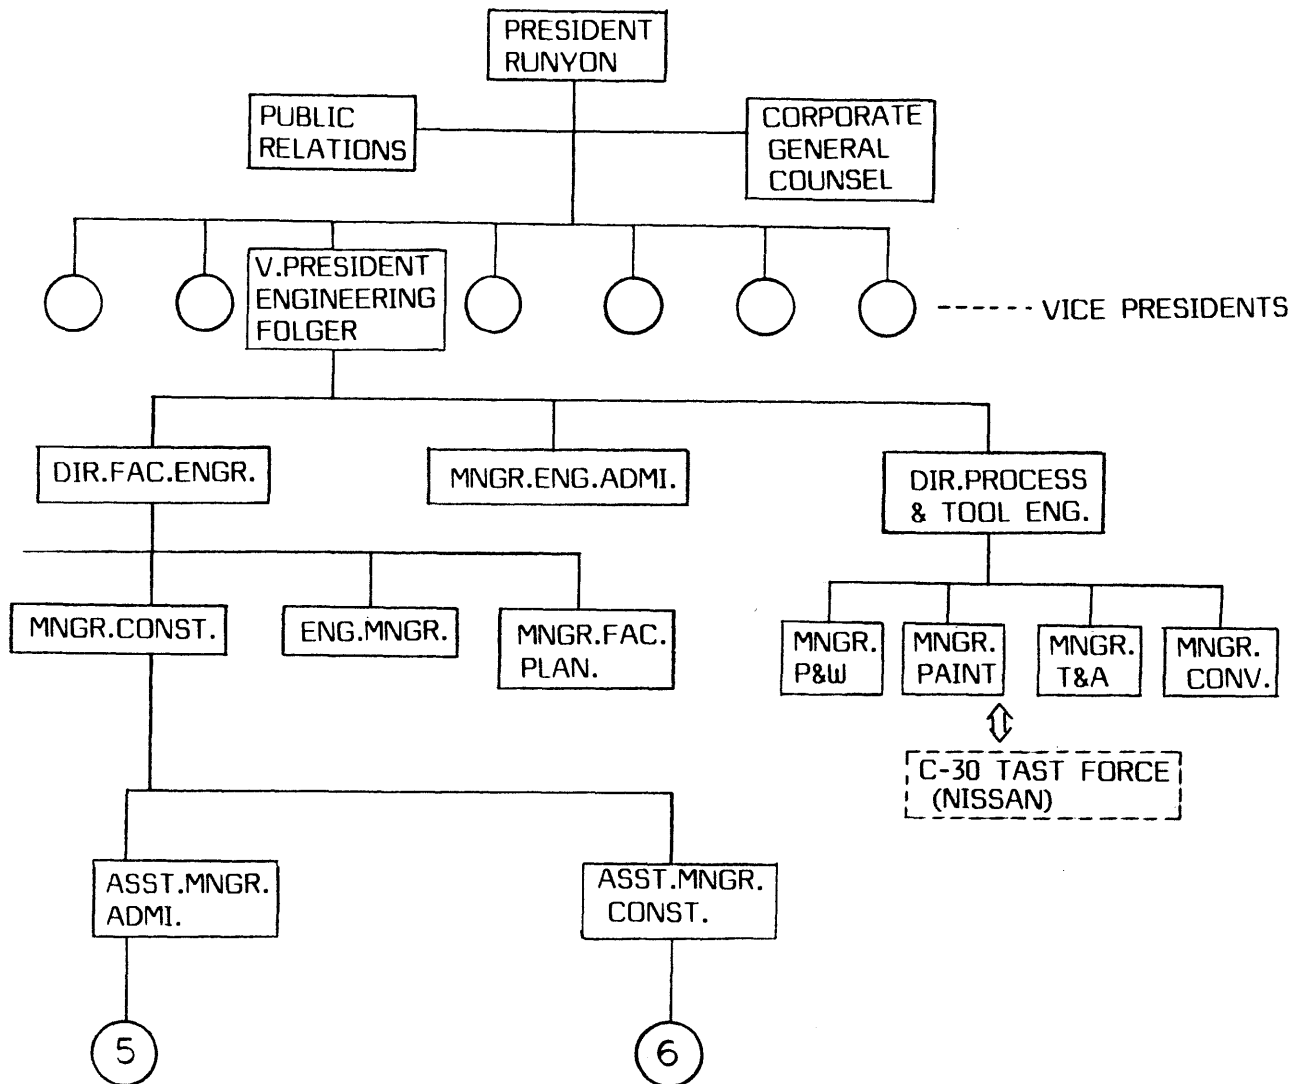 PRESIDENT
RUNYON
PUBLIC
RELATIONS
CORPORATE
GENERAL
COUNSEL
V.PRESIDENT
ENGINEERING
FOLGER
VICE PRESIDENTS
DIR.FAC.ENGR.
MNGR.ENG.ADMI.
DIR.PROCESS
& TOOL ENG.
MNGR.CONST.
ENG.MNGR.
MNGR.FAC.
PLAN.
MNGR.
P&W
MNGR.
PAINT
MNGR.
T&A
MNGR.
CONV.
C-30 TAST FORCE
(NISSAN)
ASST.MNGR.
ADMI.
ASST.MNGR.
CONST.
5
6